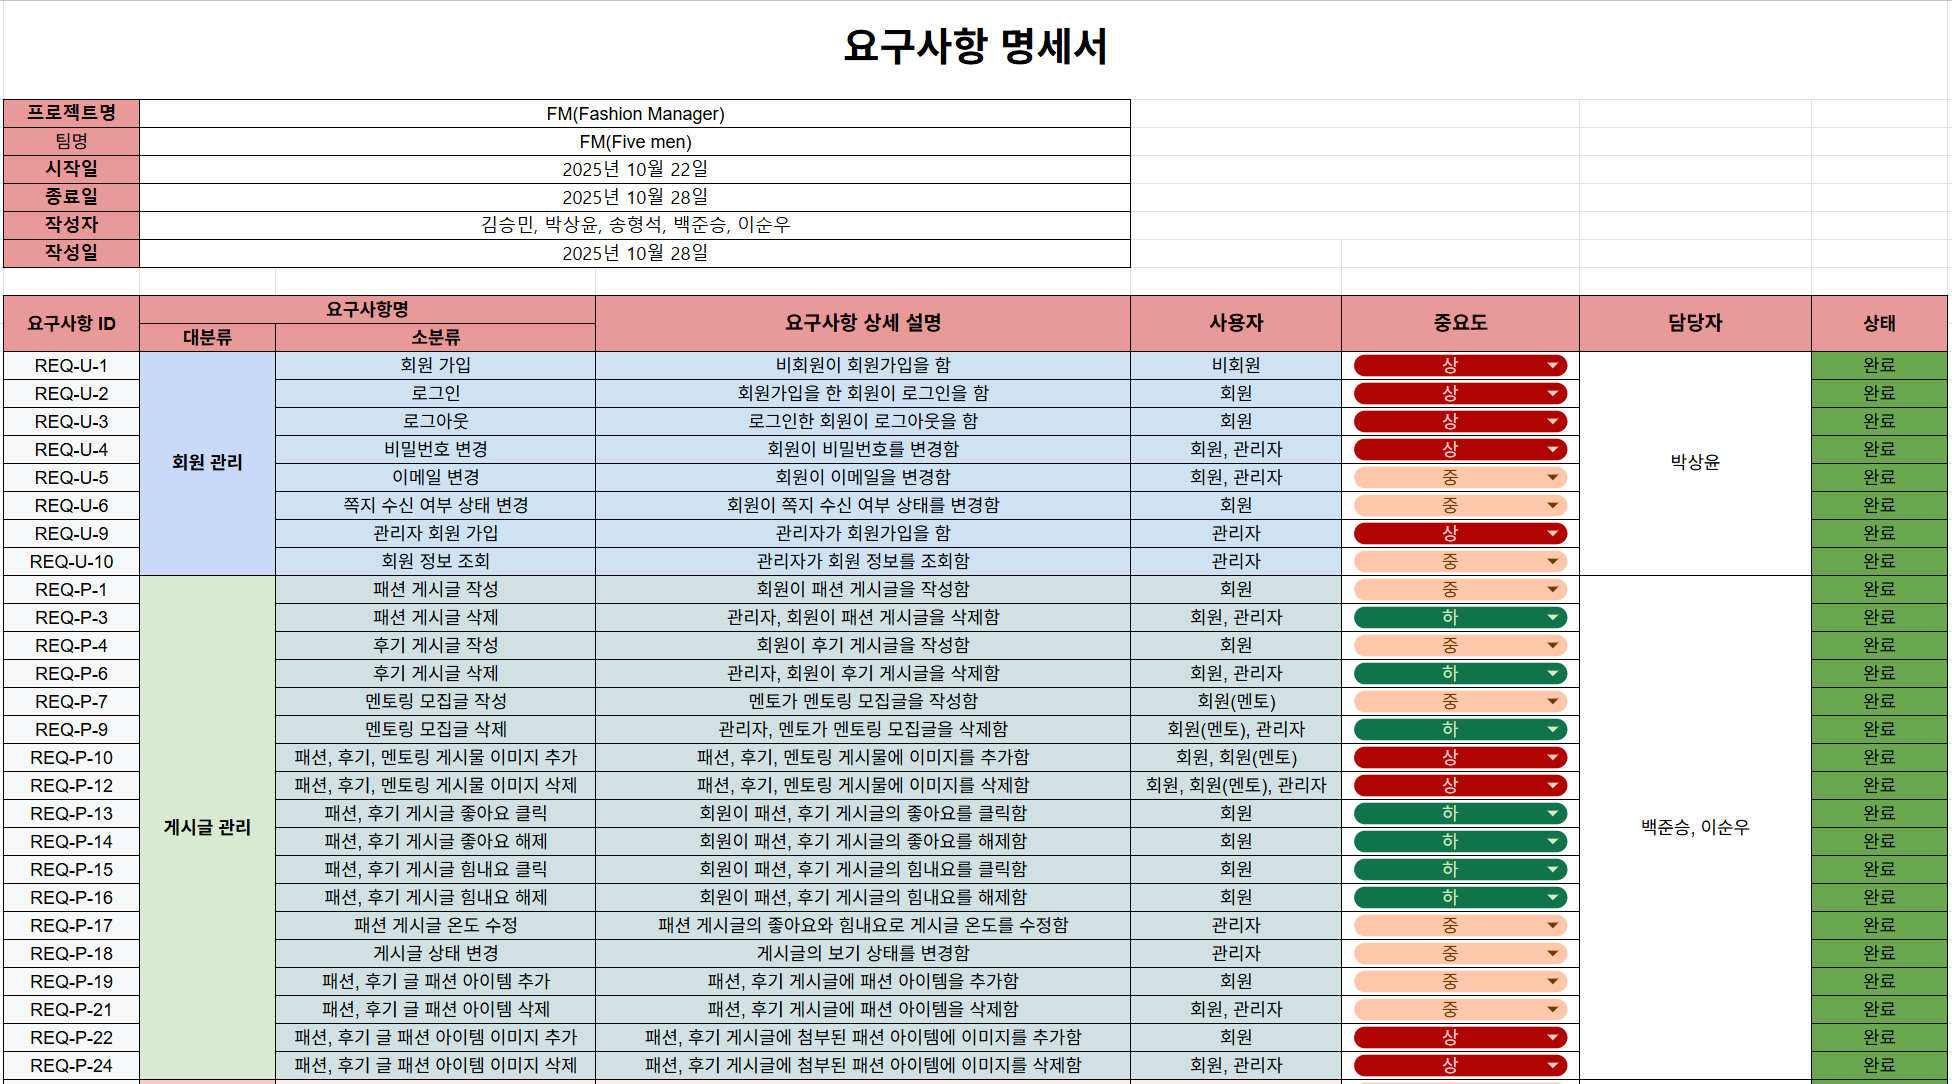 요구사항 명세서
프로젝트명 FM(Fashion Manager)
팀명 FM(Five men)
시작일 2025년 10월 22일
종료일 2025년 10월 28일
작성자 김승민, 박상윤, 송형석, 백준승, 이순우
작성일 2025년 10월 28일
요구사항 ID 요구사항명 요구사항 상세 설명 사용자 중요도 담당자 상태
대분류 소분류
REQ-U-1 회원 가입 비회원이 회원가입을 함 비회원 상 완료
REQ-U-2 로그인 회원가입을 한 회원이 로그인을 함 회원 상 완료
REQ-U-3 로그아웃 로그인한 회원이 로그아웃을 함 회원 상 완료
REQ-U-4 비밀번호 변경 회원이 비밀번호를 변경함 회원, 관리자 상 완료
회원 관리 박상윤
REQ-U-5 이메일 변경 회원이 이메일을 변경함 회원, 관리자 중 완료
REQ-U-6 쪽지 수신 여부 상태 변경 회원이 쪽지 수신 여부 상태를 변경함 회원 중 완료
REQ-U-9 관리자 회원 가입 관리자가 회원가입을 함 관리자 상 완료
REQ-U-10 회원 정보 조회 관리자가 회원 정보를 조회함 관리자 중 완료
REQ-P-1 패션 게시글 작성 회원이 패션 게시글을 작성함 회원 중 완료
REQ-P-3 패션 게시글 삭제 관리자, 회원이 패션 게시글을 삭제함 회원, 관리자 하 완료
REQ-P-4 후기 게시글 작성 회원이 후기 게시글을 작성함 회원 중 완료
REQ-P-6 후기 게시글 삭제 관리자, 회원이 후기 게시글을 삭제함 회원, 관리자 하 완료
REQ-P-7 멘토링 모집글 작성 멘토가 멘토링 모집글을 작성함 회원(멘토) 중 완료
REQ-P-9 멘토링 모집글 삭제 관리자, 멘토가 멘토링 모집글을 삭제함 회원(멘토), 관리자 하 완료
REQ-P-10 패션, 후기, 멘토링 게시물 이미지 추가 패션, 후기, 멘토링 게시물에 이미지를 추가함 회원, 회원(멘토) 상 완료
REQ-P-12 패션, 후기, 멘토링 게시물 이미지 삭제 패션, 후기, 멘토링 게시물에 이미지를 삭제함 회원, 회원(멘토), 관리자 상 완료
REQ-P-13 패션, 후기 게시글 좋아요 클릭 회원이 패션, 후기 게시글의 좋아요를 클릭함 회원 하 완료
게시글 관리 백준승, 이순우
REQ-P-14 패션, 후기 게시글 좋아요 해제 회원이 패션, 후기 게시글의 좋아요를 해제함 회원 하 완료
REQ-P-15 패션, 후기 게시글 힘내요 클릭 회원이 패션, 후기 게시글의 힘내요를 클릭함 회원 하 완료
REQ-P-16 패션, 후기 게시글 힘내요 해제 회원이 패션, 후기 게시글의 힘내요를 해제함 회원 하 완료
REQ-P-17 패션 게시글 온도 수정 패션 게시글의 좋아요와 힘내요로 게시글 온도를 수정함 관리자 중 완료
REQ-P-18 게시글 상태 변경 게시글의 보기 상태를 변경함 관리자 중 완료
REQ-P-19 패션, 후기 글 패션 아이템 추가 패션, 후기 게시글에 패션 아이템을 추가함 회원 중 완료
REQ-P-21 패션, 후기 글 패션 아이템 삭제 패션, 후기 게시글에 패션 아이템을 삭제함 회원, 관리자 중 완료
REQ-P-22 패션, 후기 글 패션 아이템 이미지 추가 패션, 후기 게시글에 첨부된 패션 아이템에 이미지를 추가함 회원 상 완료
REQ-P-24 패션, 후기 글 패션 아이템 이미지 삭제 패션, 후기 게시글에 첨부된 패션 아이템에 이미지를 삭제함 회원, 관리자 상 완료